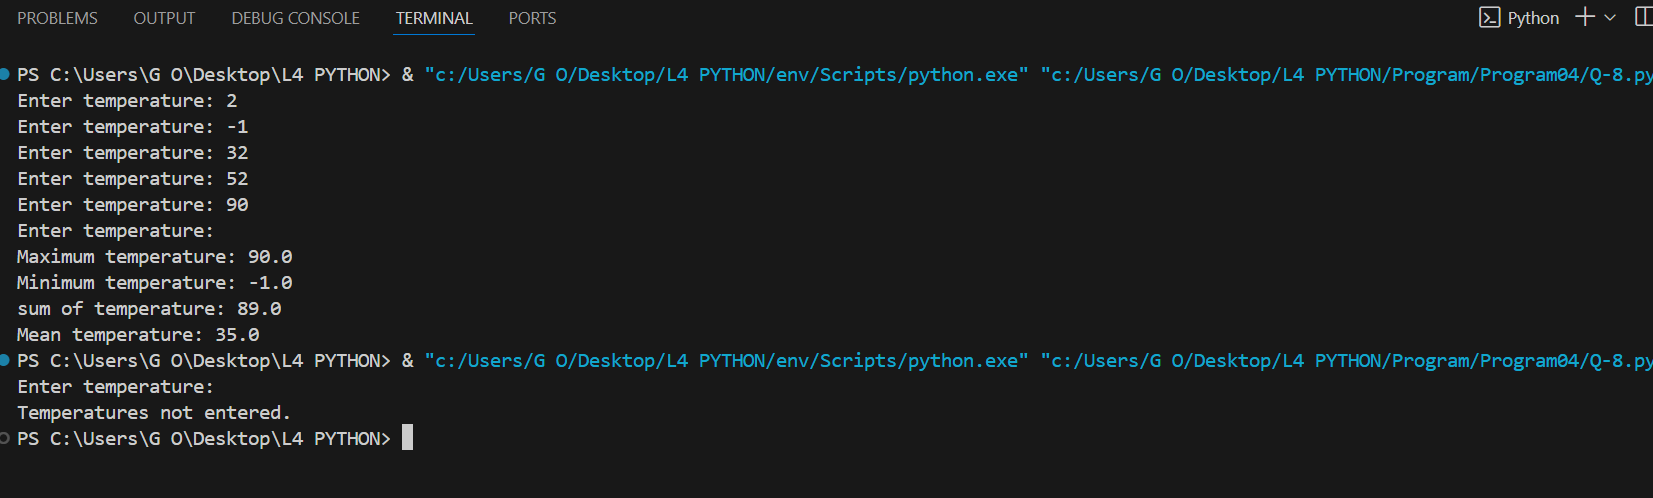 PROBLEMS OUTPUT DEBUG CONSOLE TERMINAL PORTS Python
PS C:\Users\G O\Desktop\L4 PYTHON> & "c:/Users/G O/Desktop/L4 PYTHON/env/Scripts/python.exe" "c:/Users/G O/Desktop/L4 PYTHON/Program/Program04/Q-8.py
Enter temperature: 2
Enter temperature: -1
Enter temperature: 32
Enter temperature: 52
Enter temperature: 90
Enter temperature:
Maximum temperature: 90.0
Minimum temperature: -1.0
sum of temperature: 89.0
Mean temperature: 35.0
PS C:\Users\G O\Desktop\L4 PYTHON> & "c:/Users/G O/Desktop/L4 PYTHON/env/Scripts/python.exe" "c:/Users/G O/Desktop/L4 PYTHON/Program/Program04/Q-8.py
Enter temperature:
Temperatures not entered.
PS C:\Users\G O\Desktop\L4 PYTHON>